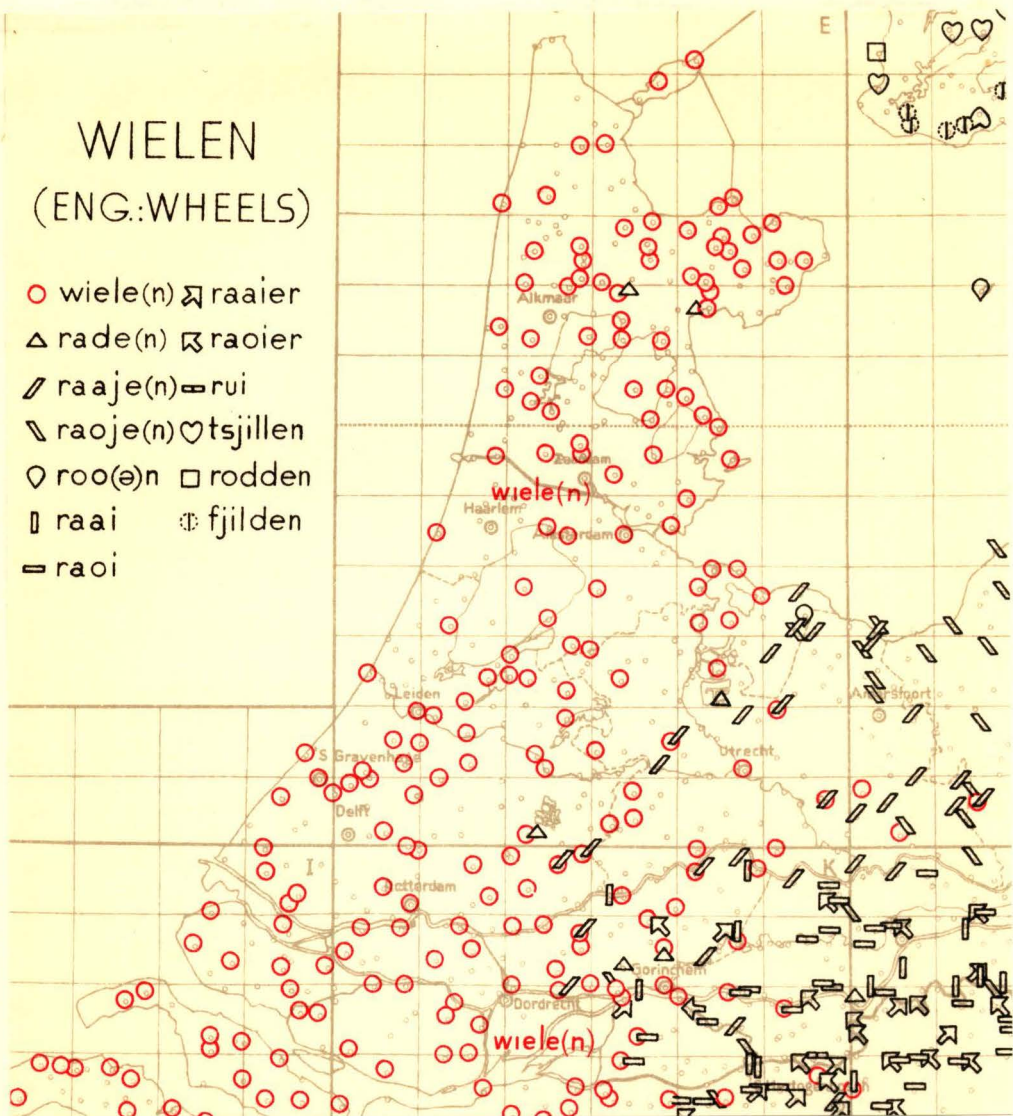 WIELEN
(ENG.:WHEELS)
wiele(n) raaier
rade(n) raoier
raaje(n) rui
raoje(n) tsjillen
roo(ə)n rodden
raai fjilden
raoi
E
Alkmaar
Zaandam
wiele(n)
Haarlem
Amsterdam
Leiden
Amersfoort
'S Gravenhage
Utrecht
Delft
I
K
Rotterdam
Gorinchem
Dordrecht
wiele(n)